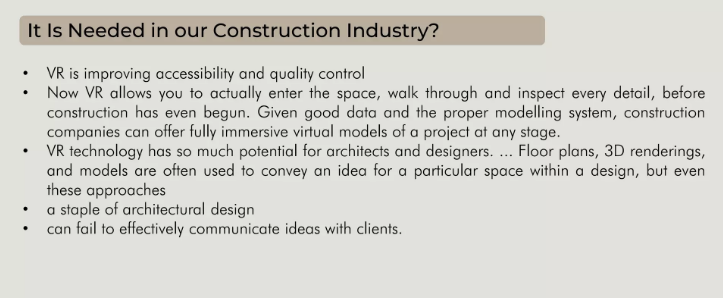 It Is Needed in our Construction Industry?
• VR is improving accessibility and quality control
• Now VR allows you to actually enter the space, walk through and inspect every detail, before
construction has even begun. Given good data and the proper modelling system, construction
companies can offer fully immersive virtual models of a project at any stage.
• VR technology has so much potential for architects and designers. ... Floor plans, 3D renderings,
and models are often used to convey an idea for a particular space within a design, but even
these approaches
• a staple of architectural design
• can fail to effectively communicate ideas with clients.